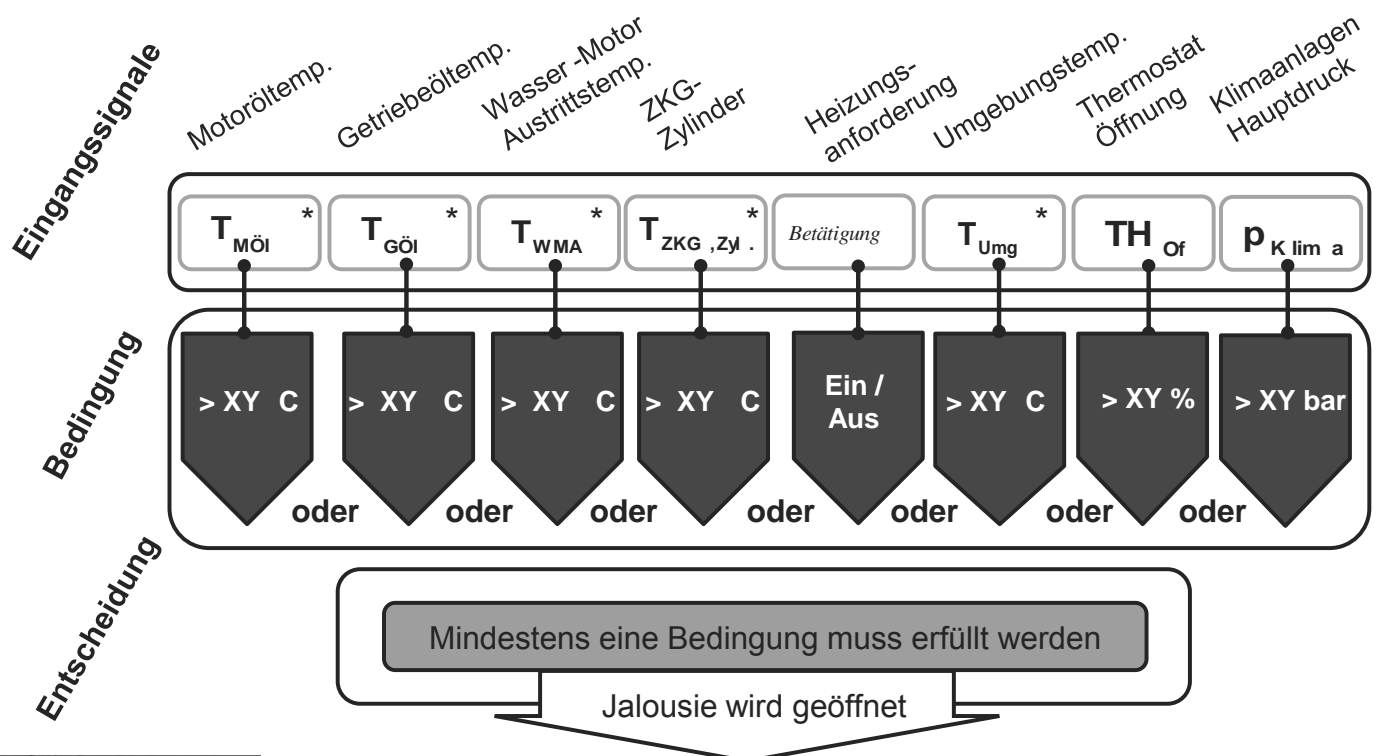 Eingangssignale
Motoröltemp.
Getriebeöltemp.
Wasser -Motor
Austrittstemp.
ZKG-
Zylinder
Heizungs-
anforderung
Umgebungstemp.
Thermostat
Öffnung
Klimaanlagen
Hauptdruck
T MÖl *
T GÖl *
T WMA *
T ZKG ,Zyl . *
Betätigung
T Umg *
TH Of
p K lim a
Bedingung
> XY C
> XY C
> XY C
> XY C
Ein /
Aus
> XY C
> XY %
> XY bar
oder oder oder oder oder oder oder
Entscheidung
Mindestens eine Bedingung muss erfüllt werden
Jalousie wird geöffnet